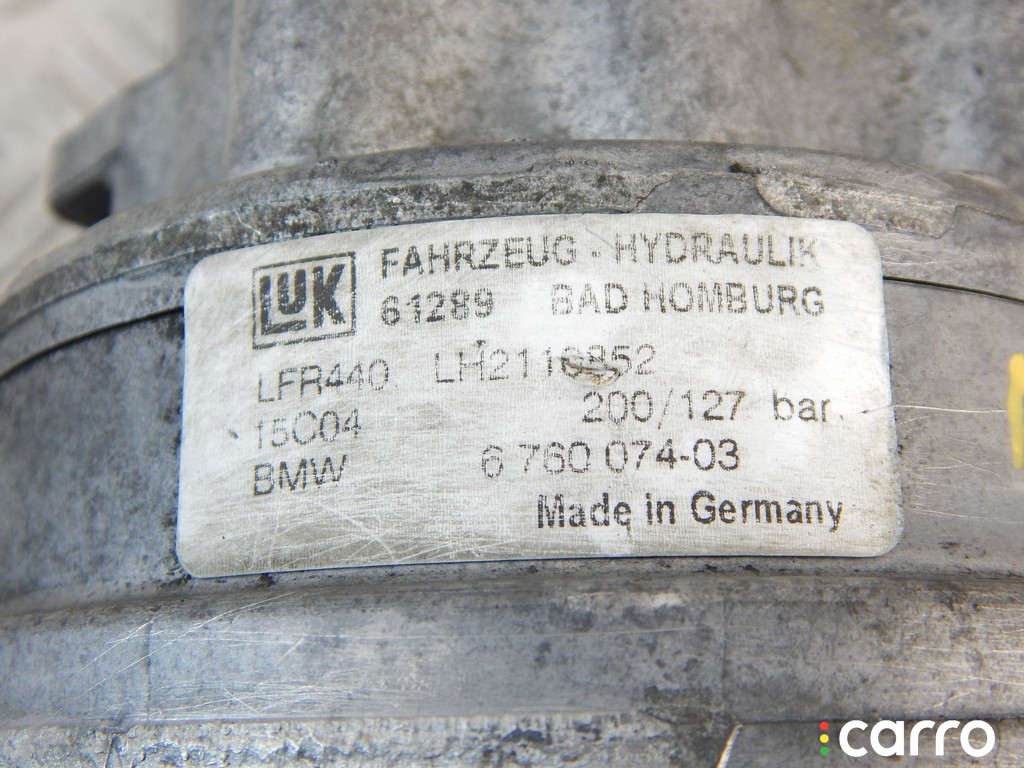 LuK FAHRZEUG - HYDRAULIK
61289 BAD HOMBURG
LFR440
15C04 200/127 bar
BMW 6 760 074-03
Made in Germany
carro